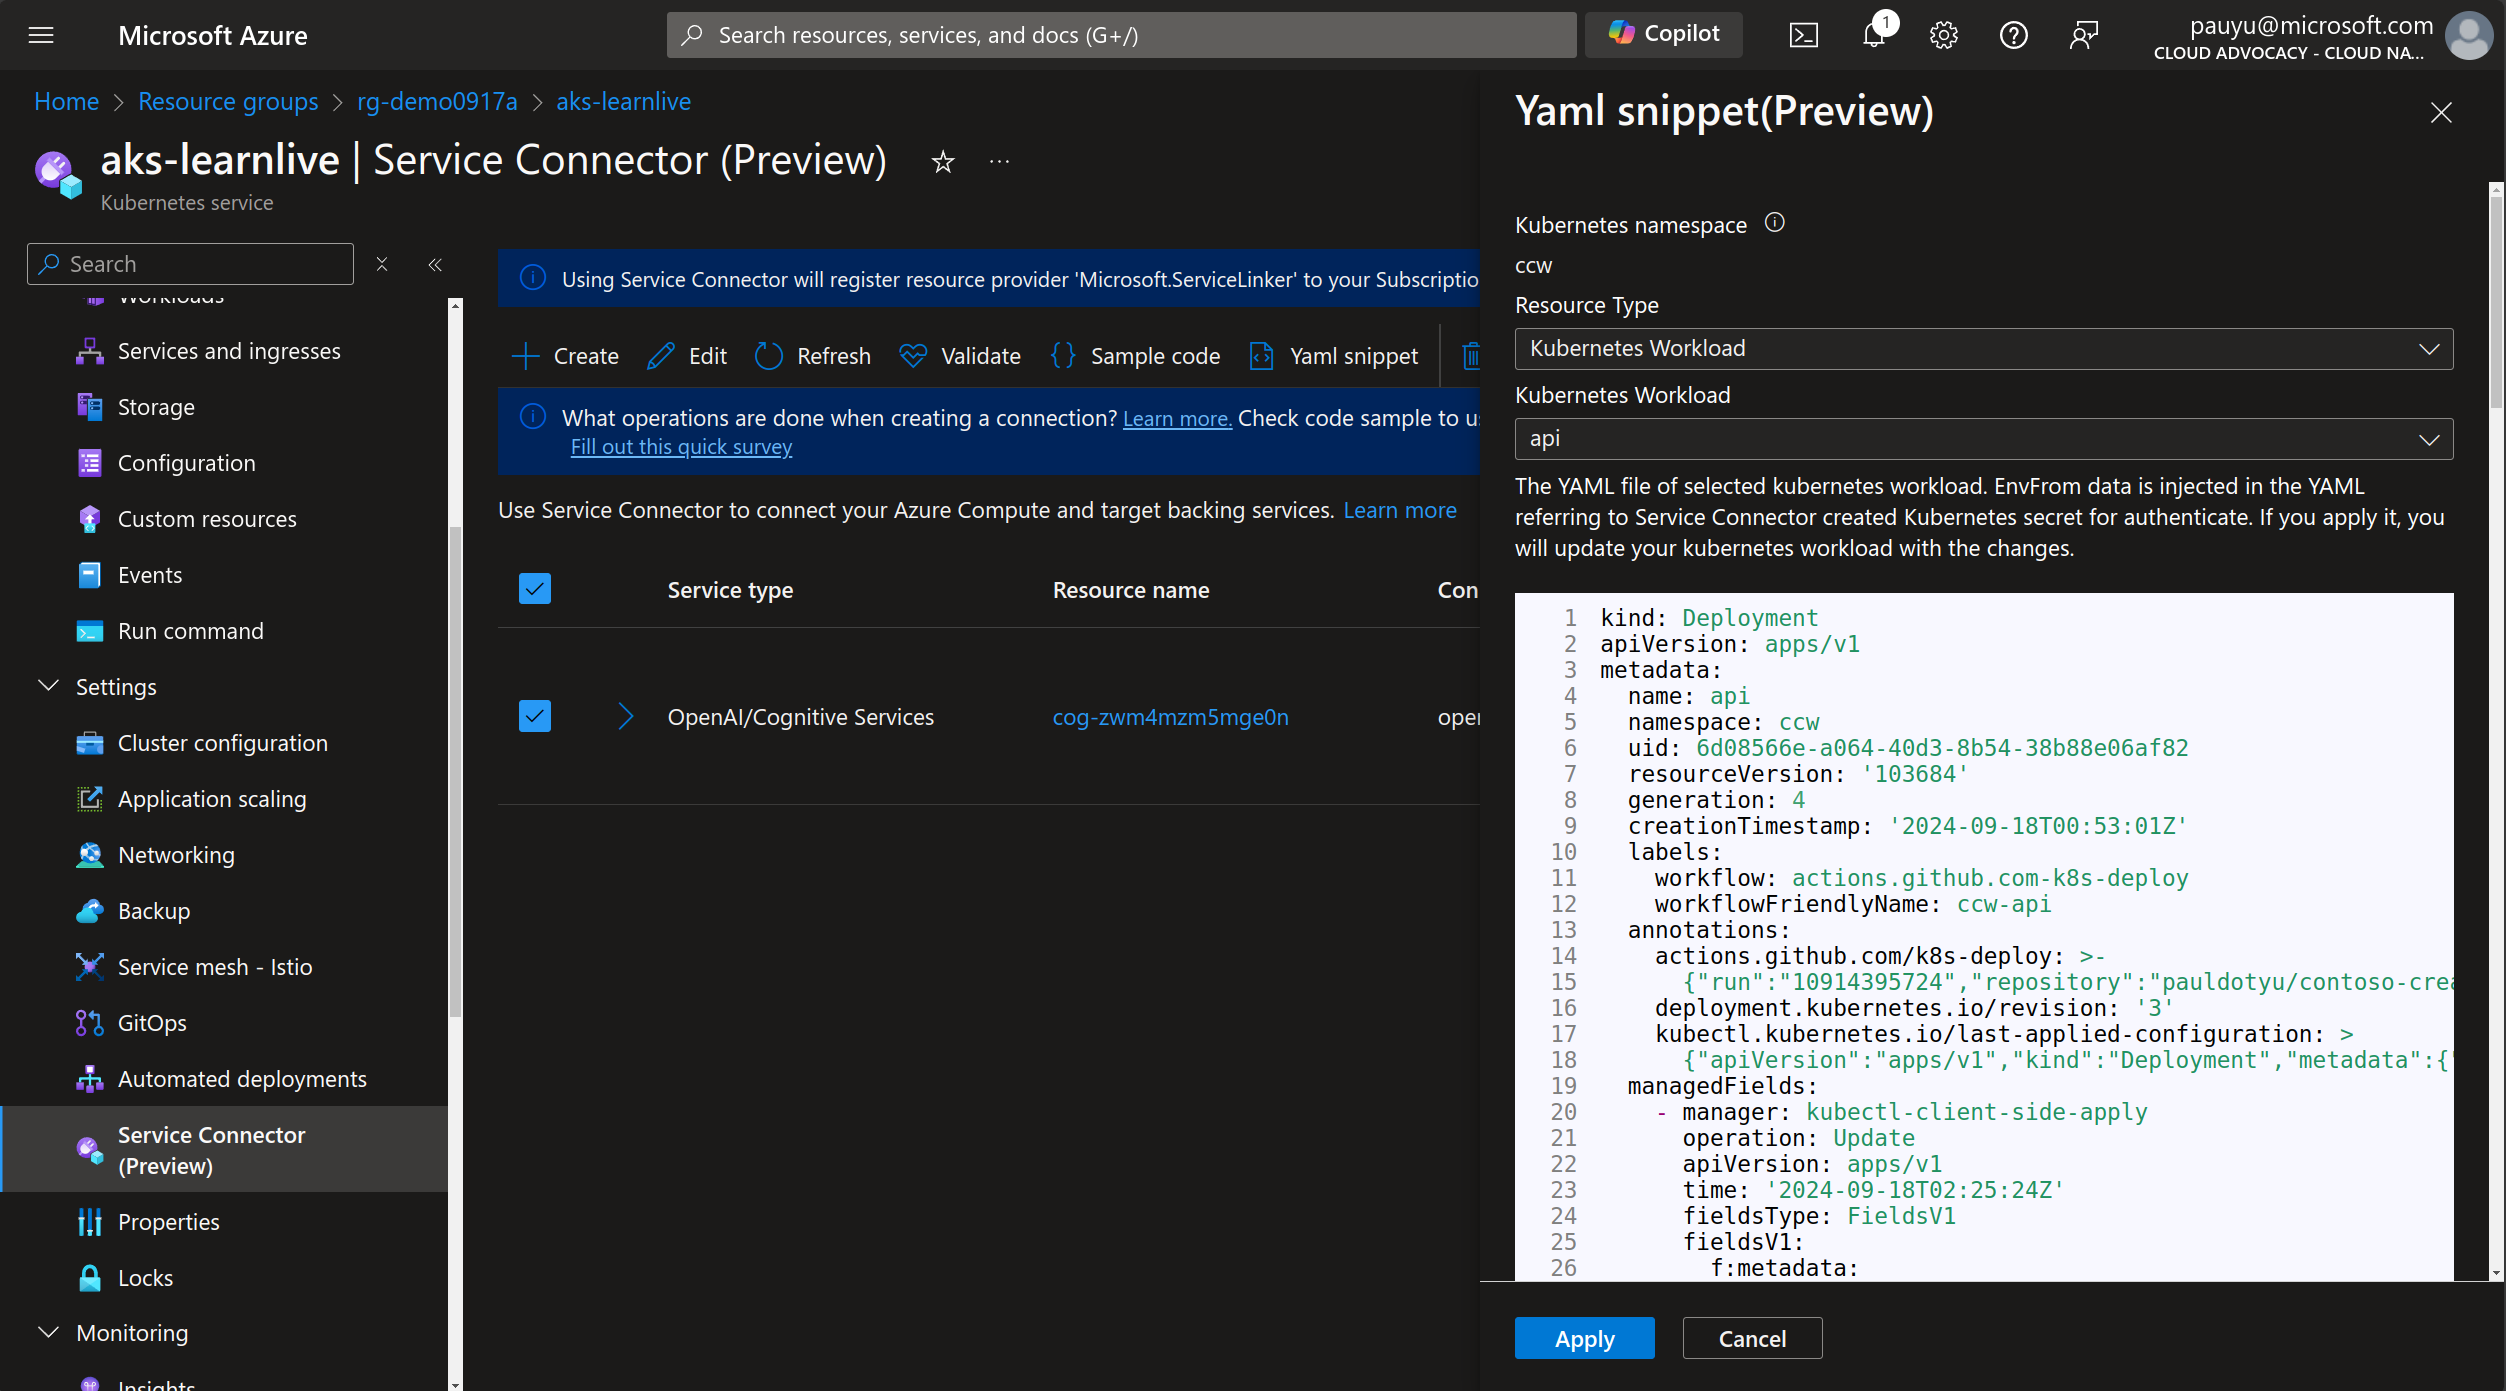 Microsoft Azure
Search resources, services, and docs (G+/)
Copilot
1
pauyu@microsoft.com
CLOUD ADVOCACY - CLOUD NA...
Home > Resource groups > rg-demo0917a > aks-learnlive
aks-learnlive | Service Connector (Preview)
Kubernetes service
Search
Workloads
Services and ingresses
Storage
Configuration
Custom resources
Events
Run command
Settings
Cluster configuration
Application scaling
Networking
Backup
Service mesh - Istio
GitOps
Automated deployments
Service Connector
(Preview)
Properties
Locks
Monitoring
Insights
Using Service Connector will register resource provider 'Microsoft.ServiceLinker' to your Subscriptio
Create
Edit
Refresh
Validate
Sample code
Yaml snippet
What operations are done when creating a connection? Learn more. Check code sample to u
Fill out this quick survey
Use Service Connector to connect your Azure Compute and target backing services. Learn more
Service type
Resource name
Con
OpenAI/Cognitive Services
cog-zwm4mzm5mge0n
oper
Yaml snippet(Preview)
Kubernetes namespace
ccw
Resource Type
Kubernetes Workload
Kubernetes Workload
api
The YAML file of selected kubernetes workload. EnvFrom data is injected in the YAML
referring to Service Connector created Kubernetes secret for authenticate. If you apply it, you
will update your kubernetes workload with the changes.
1 kind: Deployment
2 apiVersion: apps/v1
3 metadata:
4 name: api
5 namespace: ccw
6 uid: 6d08566e-a064-40d3-8b54-38b88e06af82
7 resourceVersion: '103684'
8 generation: 4
9 creationTimestamp: '2024-09-18T00:53:01Z'
10 labels:
11 workflow: actions.github.com-k8s-deploy
12 workflowFriendlyName: ccw-api
13 annotations:
14 actions.github.com/k8s-deploy: >-
15 {"run":"10914395724","repository":"pauldotyu/contoso-crea
16 deployment.kubernetes.io/revision: '3'
17 kubectl.kubernetes.io/last-applied-configuration: >
18 {"apiVersion":"apps/v1","kind":"Deployment","metadata":{"
19 managedFields:
20 - manager: kubectl-client-side-apply
21 operation: Update
22 apiVersion: apps/v1
23 time: '2024-09-18T02:25:24Z'
24 fieldsType: FieldsV1
25 fieldsV1:
26 f:metadata:
Apply
Cancel